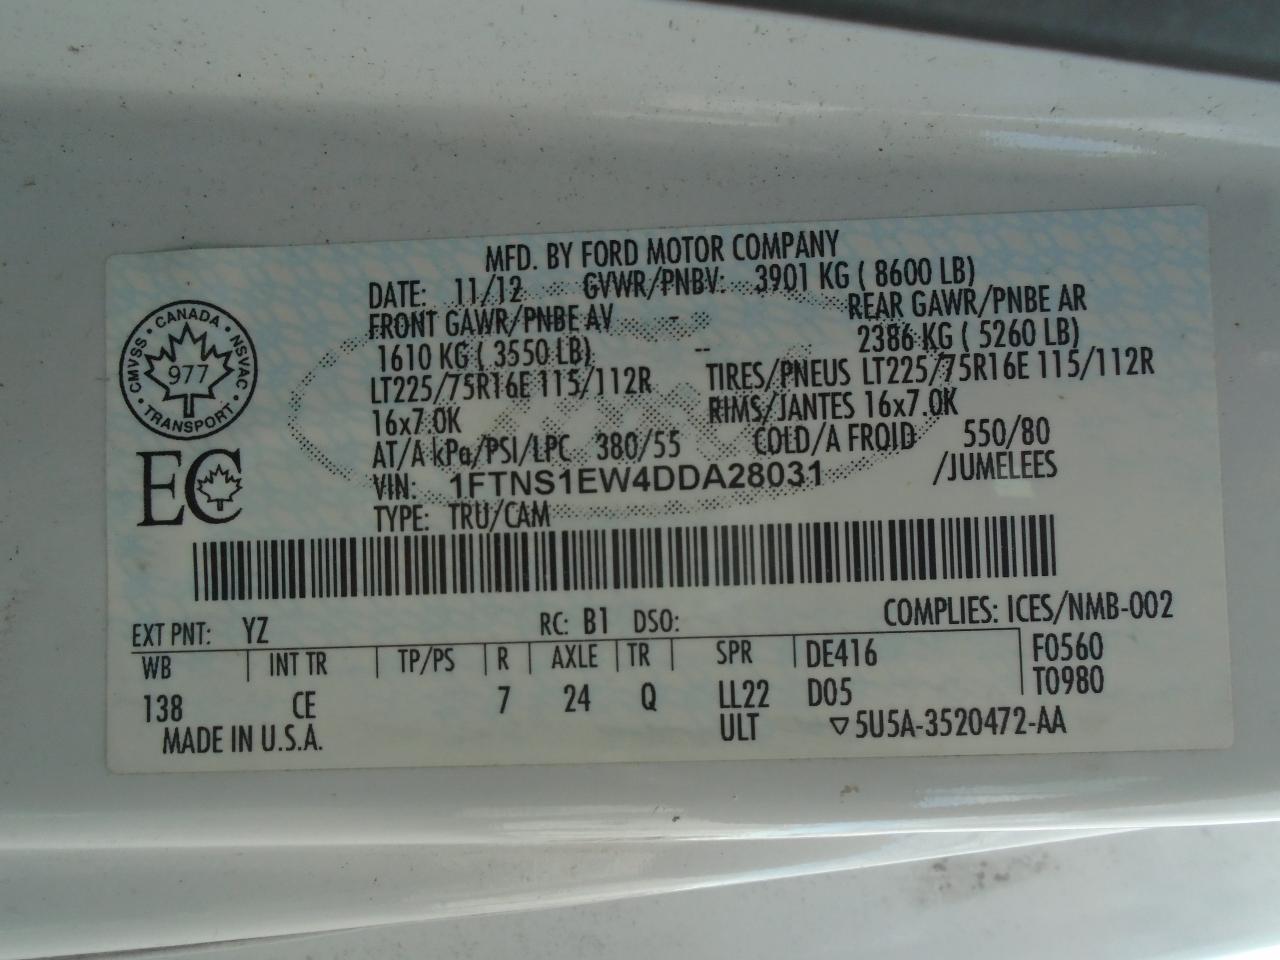 MFD. BY FORD MOTOR COMPANY
DATE: 11/12 GVWR/PNBV: 3901 KG ( 8600 LB)
FRONT GAWR/PNBE AV - REAR GAWR/PNBE AR
1610 KG ( 3550 LB) -- 2386 KG ( 5260 LB)
LT225/75R16E 115/112R TIRES/PNEUS LT225/75R16E 115/112R
16x7.0K RIMS/JANTES 16x7.0K
AT/A kPa/PSI/LPC 380/55 COLD/A FROID 550/80
VIN: 1FTNS1EW4DDA28031 /JUMELEES
TYPE: TRU/CAM
CANADA
CMVSS NSVAC
977
TRANSPORT
EC
EXT PNT: YZ RC: B1 DSO: COMPLIES: ICES/NMB-002
WB INT TR TP/PS R AXLE TR SPR DE416 F0560
138 CE 7 24 Q LL22 D05 T0980
MADE IN U.S.A. ULT ▽5U5A-3520472-AA